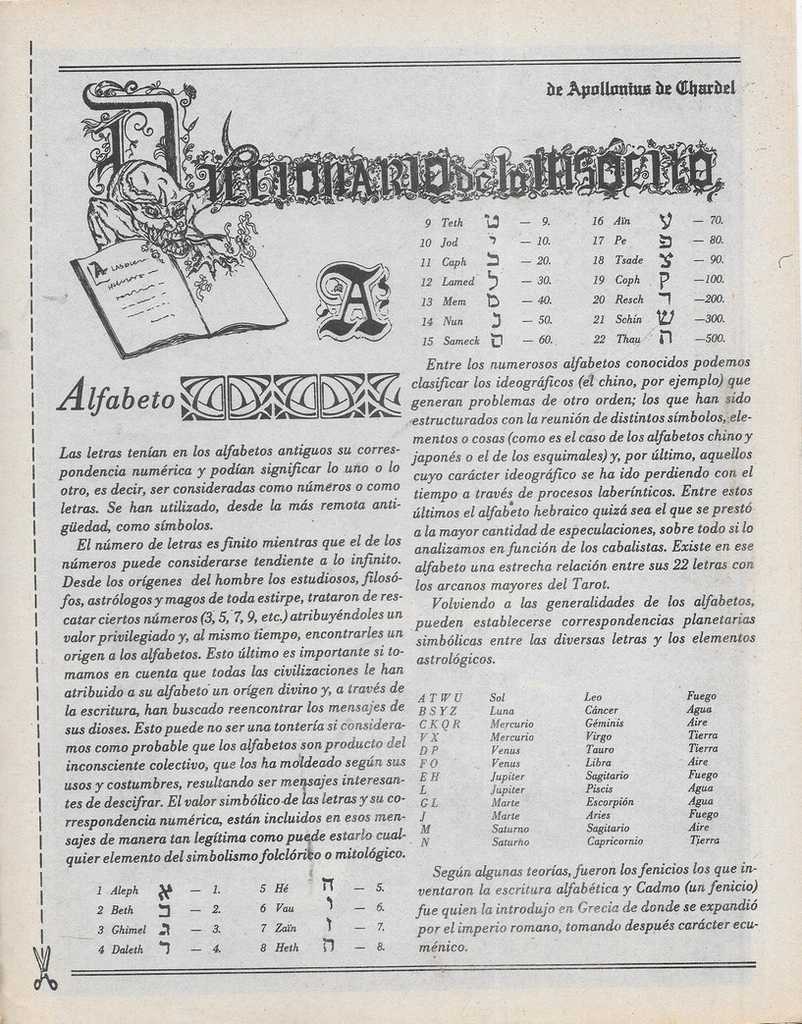 de Apollonius de Chardel
Diccionario de lo Insólito
A
Alfabeto
Las letras tenían en los alfabetos antiguos su corres-
pondencia numérica y podían significar lo uno o lo
otro, es decir, ser consideradas como números o como
letras. Se han utilizado, desde la más remota anti-
güedad, como símbolos.
El número de letras es finito mientras que el de los
números puede considerarse tendiente a lo infinito.
Desde los orígenes del hombre los estudiosos, filóso-
fos, astrólogos y magos de toda estirpe, trataron de res-
catar ciertos números (3, 5, 7, 9, etc.) atribuyéndoles un
valor privilegiado y, al mismo tiempo, encontrarles un
origen a los alfabetos. Esto último es importante si to-
mamos en cuenta que todas las civilizaciones le han
atribuido a su alfabeto un orígen divino y, a través de
la escritura, han buscado reencontrar los mensajes de
sus dioses. Esto puede no ser una tontería si considera-
mos como probable que los alfabetos son producto del
inconsciente colectivo, que los ha moldeado según sus
usos y costumbres, resultando ser mensajes interesan-
tes de descifrar. El valor simbólico de las letras y su co-
rrespondencia numérica, están incluidos en esos men-
sajes de manera tan legítima como puede estarlo cual-
quier elemento del simbolismo folclórico o mitológico.
1 Aleph א — 1. 5 Hé ה — 5.
2 Beth ב — 2. 6 Vau ו — 6.
3 Ghimel ג — 3. 7 Zaïn ז — 7.
4 Daleth ד — 4. 8 Heth ח — 8.
9 Teth ט — 9. 16 Aïn ע — 70.
10 Jod י — 10. 17 Pe פ — 80.
11 Caph כ — 20. 18 Tsade צ — 90.
12 Lamed ל — 30. 19 Coph ק —100.
13 Mem מ — 40. 20 Resch ר —200.
14 Nun נ — 50. 21 Schin ש —300.
15 Sameck ס — 60. 22 Thau ת —500.
Entre los numerosos alfabetos conocidos podemos
clasificar los ideográficos (el chino, por ejemplo) que
generan problemas de otro orden; los que han sido
estructurados con la reunión de distintos símbolos, ele-
mentos o cosas (como es el caso de los alfabetos chino y
japonés o el de los esquimales) y, por último, aquellos
cuyo carácter ideográfico se ha ido perdiendo con el
tiempo a través de procesos laberínticos. Entre estos
últimos el alfabeto hebraico quizá sea el que se prestó
a la mayor cantidad de especulaciones, sobre todo si lo
analizamos en función de los cabalistas. Existe en ese
alfabeto una estrecha relación entre sus 22 letras con
los arcanos mayores del Tarot.
Volviendo a las generalidades de los alfabetos,
pueden establecerse correspondencias planetarias
simbólicas entre las diversas letras y los elementos
astrológicos.
A T W U Sol Leo Fuego
B S Y Z Luna Cáncer Agua
C K Q R Mercurio Géminis Aire
V X Mercurio Virgo Tierra
D P Venus Tauro Tierra
F O Venus Libra Aire
E H Jupiter Sagitario Fuego
L Jupiter Piscis Agua
G L Marte Escorpión Agua
J Marte Aries Fuego
M Saturno Sagitario Aire
N Saturno Capricornio Tierra
Según algunas teorías, fueron los fenicios los que in-
ventaron la escritura alfabética y Cadmo (un fenicio)
fue quien la introdujo en Grecia de donde se expandió
por el imperio romano, tomando después carácter ecu-
ménico.